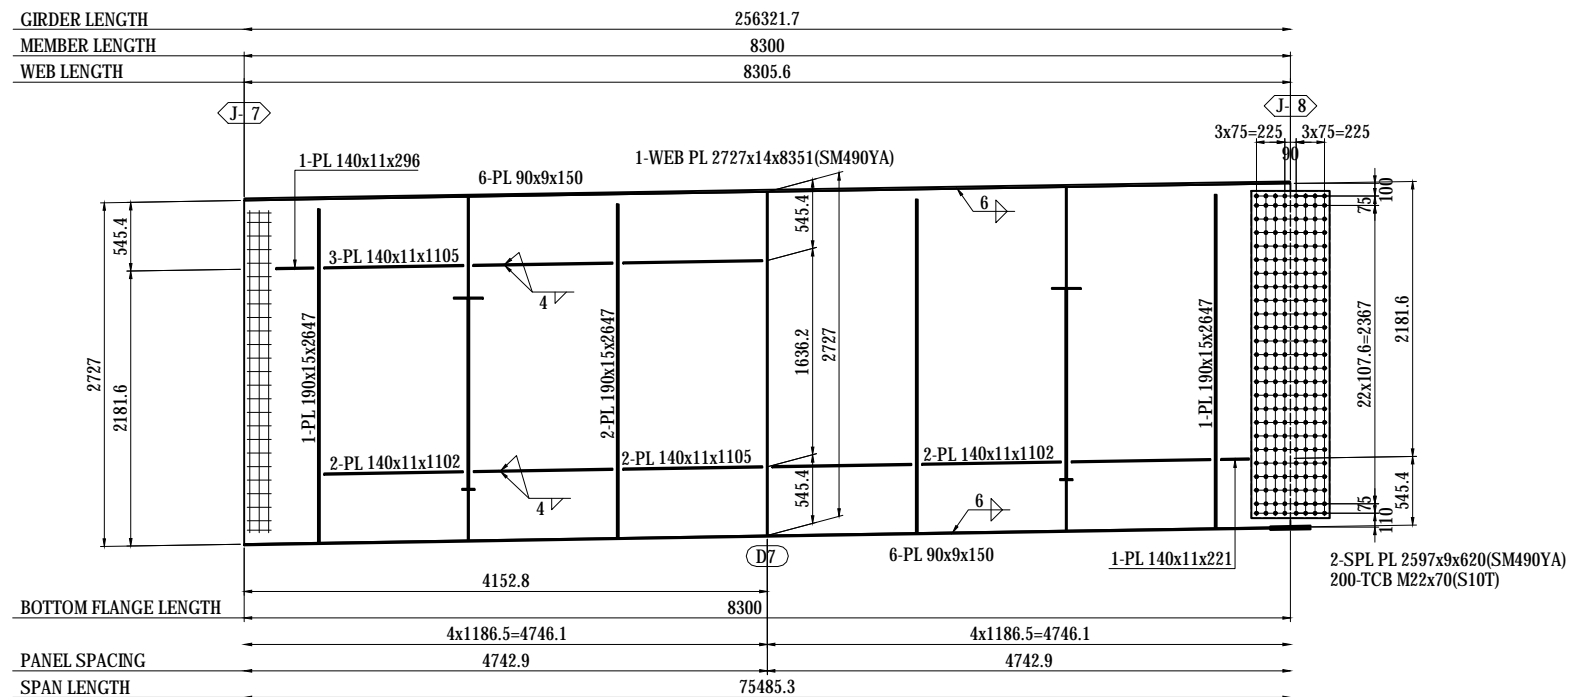 GIRDER LENGTH 256321.7
MEMBER LENGTH 8300
WEB LENGTH 8305.6
J- 7
J- 8
3x75=225 3x75=225
90
1-PL 140x11x296
1-WEB PL 2727x14x8351(SM490YA)
6-PL 90x9x150
6
100
75
545.4
545.4
3-PL 140x11x1105
4
2727
2181.6
1-PL 190x15x2647
2-PL 190x15x2647
1636.2
2727
1-PL 190x15x2647
22x107.6=2367
2181.6
2-PL 140x11x1102
2-PL 140x11x1105
2-PL 140x11x1102
4
545.4
6
75
545.4
110
D7
6-PL 90x9x150
1-PL 140x11x221
2-SPL PL 2597x9x620(SM490YA)
200-TCB M22x70(S10T)
4152.8
BOTTOM FLANGE LENGTH 8300
4x1186.5=4746.1 4x1186.5=4746.1
PANEL SPACING 4742.9 4742.9
SPAN LENGTH 75485.3